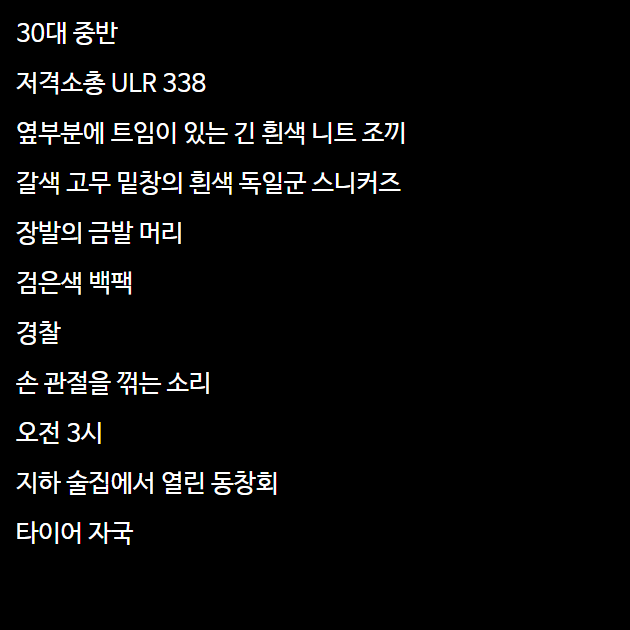 30대 중반
저격소총 ULR 338
옆부분에 트임이 있는 긴 흰색 니트 조끼
갈색 고무 밑창의 흰색 독일군 스니커즈
장발의 금발 머리
검은색 백팩
경찰
손 관절을 꺾는 소리
오전 3시
지하 술집에서 열린 동창회
타이어 자국